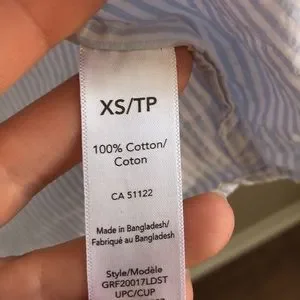 XS/TP
100% Cotton/
Coton
CA 51122
Made in Bangladesh/
Fabriqué au Bangladesh
Style/Modèle
GRF20017LDST
UPC/CUP